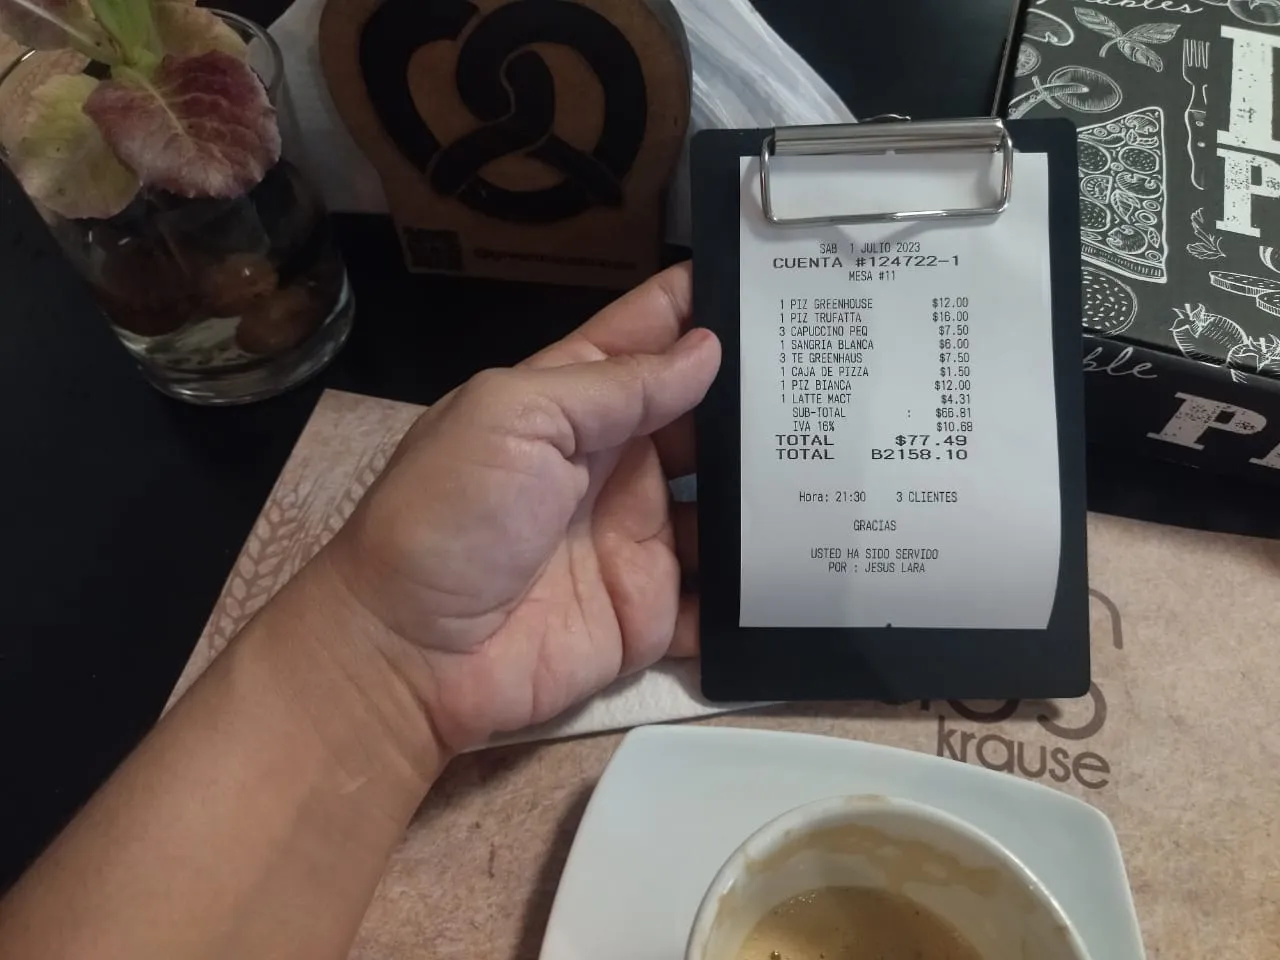 SAB 1 JULIO 2023
CUENTA #124722-1
MESA #11
1 PIZ GREENHOUSE $12.00
1 PIZ TRUFATTA $16.00
3 CAPUCCINO PEQ $7.50
1 SANGRIA BLANCA $6.00
3 TE GREENHAUS $7.50
1 CAJA DE PIZZA $1.50
1 PIZ BIANCA $12.00
1 LATTE MACT $4.31
SUB-TOTAL : $66.81
IVA 16% $10.68
TOTAL $77.49
TOTAL B2158.10
Hora: 21:30 3 CLIENTES
GRACIAS
USTED HA SIDO SERVIDO
POR : JESUS LARA
krause